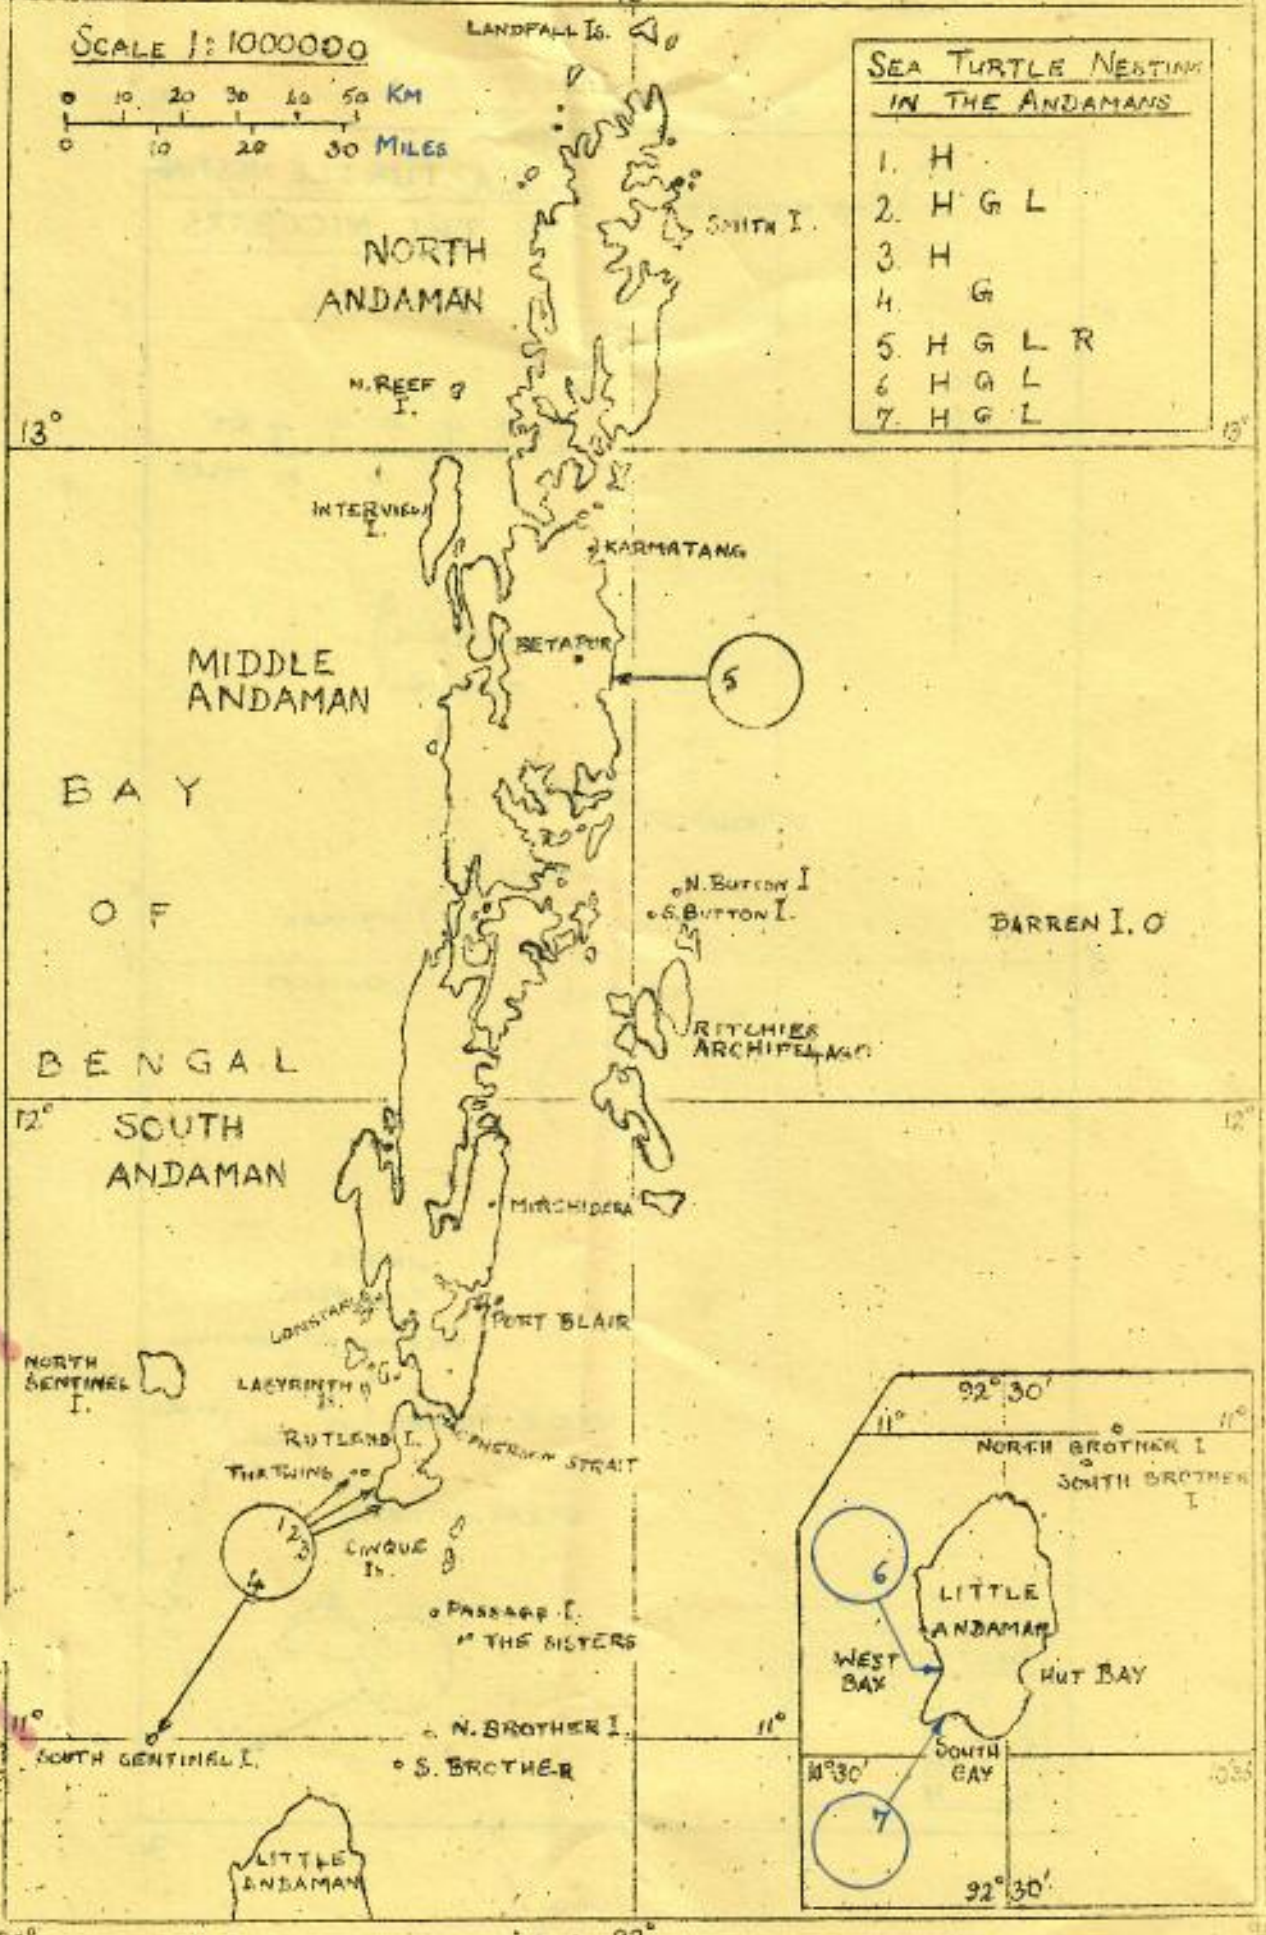 LANDFALL Is.
SCALE 1:1000000
0 10 20 30 40 50 KM
0 10 20 30 MILES
SEA TURTLE NESTING
IN THE ANDAMANS
1. H
2. H G L
3. H
4. G
5. H G L R
6 H G L
7. H G L
SMITH I.
NORTH
ANDAMAN
N. REEF
I.
13°
13°
INTERVIEW
I.
KARMATANG
BETAPUR
MIDDLE
ANDAMAN
5
BAY
OF
BENGAL
N. BUTTON I
S. BUTTON I.
BARREN I.
RITCHIES
ARCHIPELAGO
12°
12°
SOUTH
ANDAMAN
MIRCHIDERA
PORT BLAIR
NORTH
SENTINEL
I.
LABYRINTH
Is.
RUTLAND I.
STRAIT
THE TWINS
1 2 3
4
CINQUE
Is.
PASSAGE I.
THE SISTERS
11°
11°
N. BROTHER I.
SOUTH SENTINEL I.
S. BROTHER
LITTLE
ANDAMAN
92° 30'
11°
11°
NORTH BROTHER I
SOUTH BROTHER
I.
6
LITTLE
ANDAMAN
WEST
BAY
HUT BAY
SOUTH
BAY
10°30'
7
92° 30'